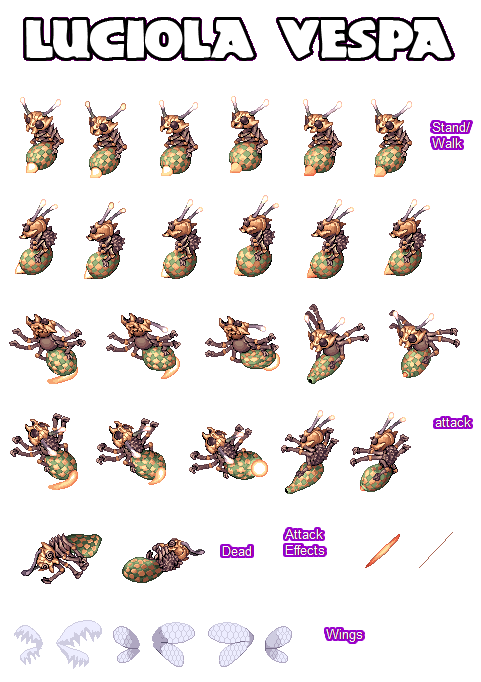 LUCIOLA VESPA
Stand/
Walk
attack
Dead
Attack
Effects
Wings